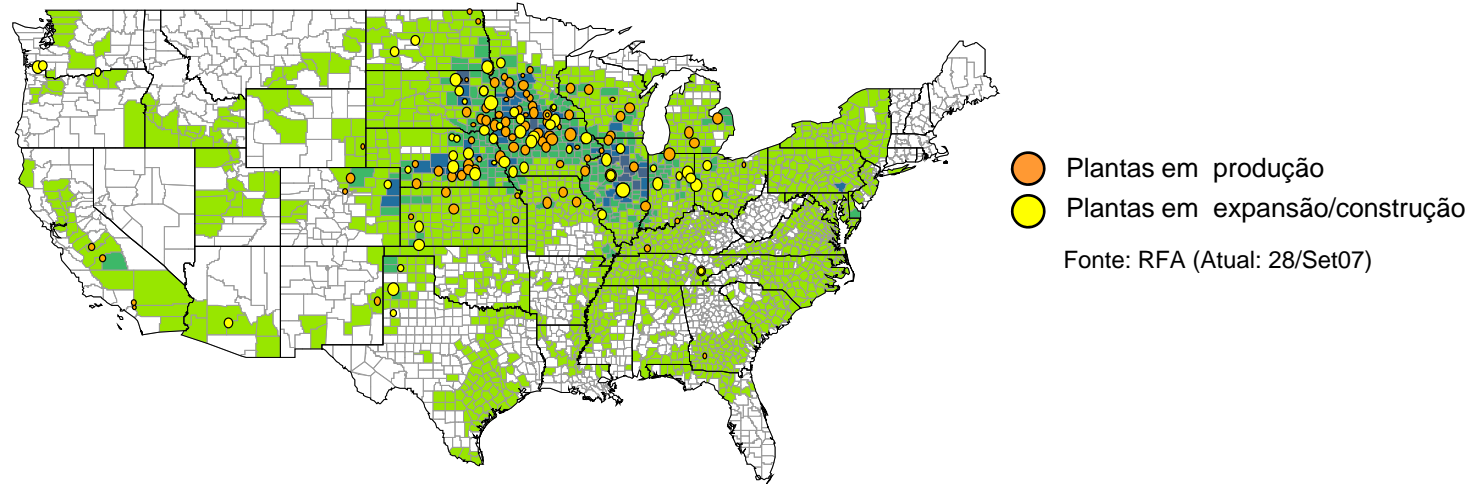 Plantas em produção
Plantas em expansão/construção
Fonte: RFA (Atual: 28/Set07)